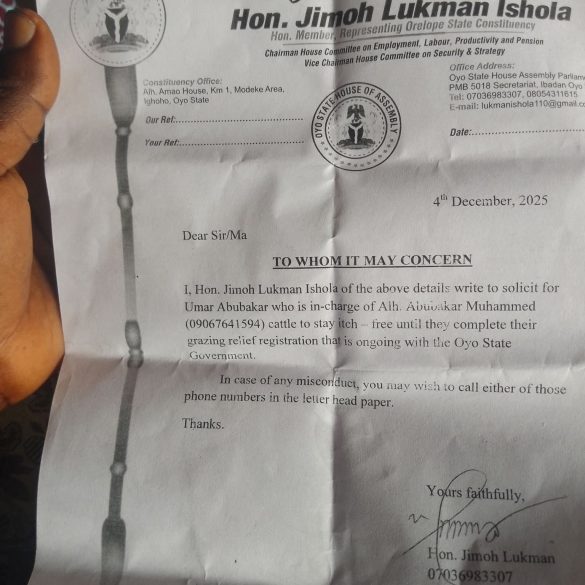 Hon. Jimoh Lukman Ishola
Hon. Member, Representing Orelope State Constituency
Chairman House Committee on Employment, Labour, Productivity and Pension
Vice Chairman House Committee on Security & Strategy
Constituency Office:
Alh. Amao House, Km 1, Modeke Area,
Igboho, Oyo State
Office Address:
Oyo State House Assembly Parliam
PMB 5018 Secretariat, Ibadan Oyo
Tel: 07036983307, 08054311615
E-mail: lukmanishola110@gmail.co
Our Ref:
Your Ref:
OYO STATE HOUSE OF ASSEMBLY
Date:
4th December, 2025
Dear Sir/Ma
TO WHOM IT MAY CONCERN
I, Hon. Jimoh Lukman Ishola of the above details write to solicit for
Umar Abubakar who is in-charge of Alh. Abubakar Muhammed
(09067641594) cattle to stay itch – free until they complete their
grazing relief registration that is ongoing with the Oyo State
Government.
In case of any misconduct, you may wish to call either of those
phone numbers in the letter head paper.
Thanks.
Yours faithfully,
Hon. Jimoh Lukman
07036983307